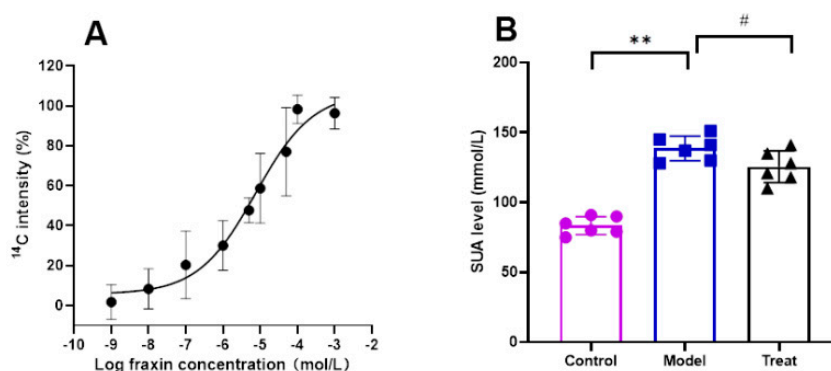 A
120
100
80
60
40
20
0
¹⁴C intensity (%)
-10 -9 -8 -7 -6 -5 -4 -3 -2
Log fraxin concentration (mol/L)
B
#
**
200
150
100
50
0
SUA level (mmol/L)
Control Model Treat